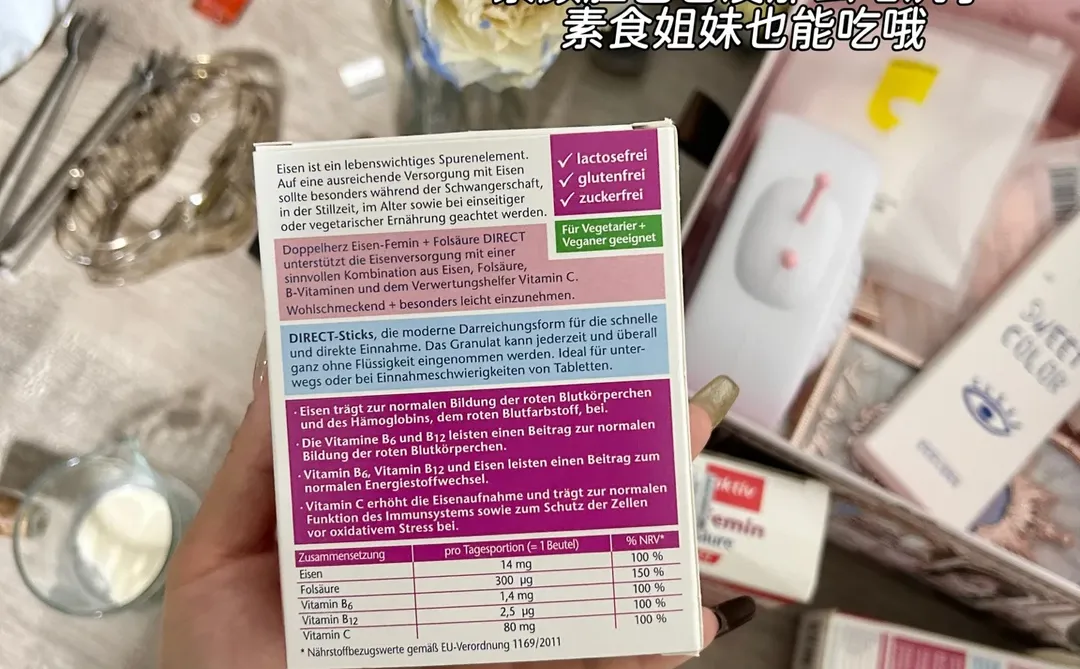 素食姐妹也能吃哦
Eisen ist ein lebenswichtiges Spurenelement.
Auf eine ausreichende Versorgung mit Eisen
sollte besonders während der Schwangerschaft,
in der Stillzeit, im Alter sowie bei einseitiger
oder vegetarischer Ernährung geachtet werden.
✓ lactosefrei
✓ glutenfrei
✓ zuckerfrei
Für Vegetarier +
Veganer geeignet
Doppelherz Eisen-Femin + Folsäure DIRECT
unterstützt die Eisenversorgung mit einer
sinnvollen Kombination aus Eisen, Folsäure,
B-Vitaminen und dem Verwertungshelfer Vitamin C.
Wohlschmeckend + besonders leicht einzunehmen.
DIRECT-Sticks, die moderne Darreichungsform für die schnelle
und direkte Einnahme. Das Granulat kann jederzeit und überall
ganz ohne Flüssigkeit eingenommen werden. Ideal für unter-
wegs oder bei Einnahmeschwierigkeiten von Tabletten.
· Eisen trägt zur normalen Bildung der roten Blutkörperchen
und des Hämoglobins, dem roten Blutfarbstoff, bei.
· Die Vitamine B6 und B12 leisten einen Beitrag zur normalen
Bildung der roten Blutkörperchen.
· Vitamin B6, Vitamin B12 und Eisen leisten einen Beitrag zum
normalen Energiestoffwechsel.
· Vitamin C erhöht die Eisenaufnahme und trägt zur normalen
Funktion des Immunsystems sowie zum Schutz der Zellen
vor oxidativem Stress bei.
Zusammensetzung pro Tagesportion (= 1 Beutel) % NRV*
Eisen 14 mg 100 %
Folsäure 300 µg 150 %
Vitamin B6 1,4 mg 100 %
Vitamin B12 2,5 µg 100 %
Vitamin C 80 mg 100 %
* Nährstoffbezugswerte gemäß EU-Verordnung 1169/2011
SWEET
COLOR
aktiv
Femin